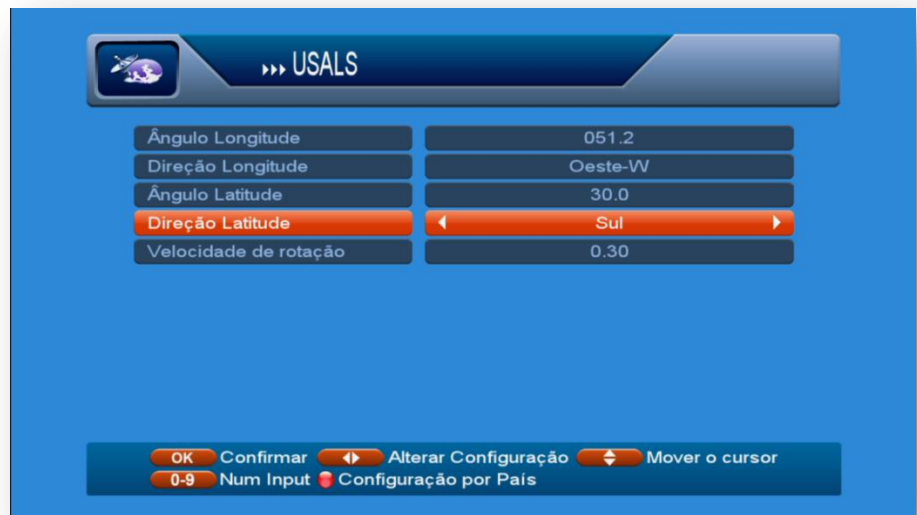 USALS
Ângulo Longitude 051.2
Direção Longitude Oeste-W
Ângulo Latitude 30.0
Direção Latitude Sul
Velocidade de rotação 0.30
OK Confirmar Alterar Configuração Mover o cursor
0-9 Num Input Configuração por País